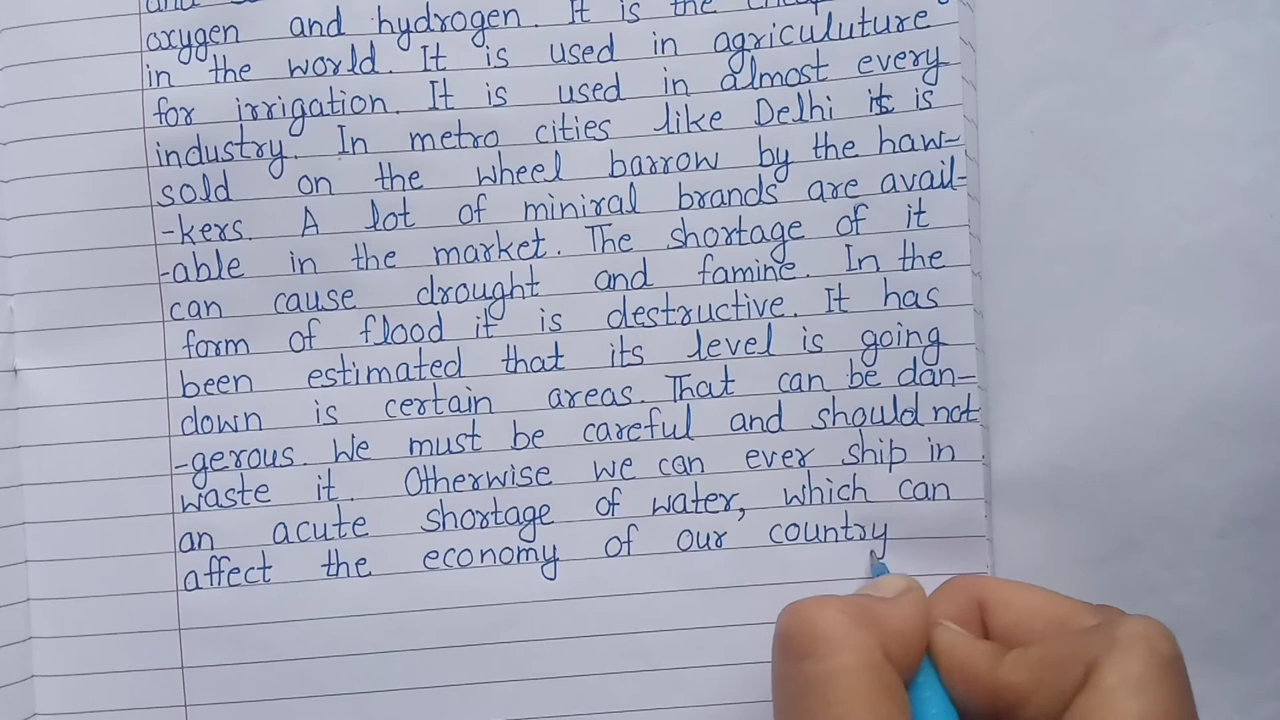 and
oxygen and hydrogen. It is the
in the world. It is used in agriculuture
for irrigation. It is used in almost every
industry. In metro cities like Delhi it is
sold on the wheel barrow by the haw-
-kers. A lot of miniral brands are avail-
-able in the market. The shortage of it
can cause drought and famine. In the
form of flood it is destructive. It has
been estimated that its level is going
down is certain areas. That can be dan-
-gerous. We must be careful and should not
waste it. Otherwise we can ever ship in
an acute shortage of water, which can
affect the economy of our country